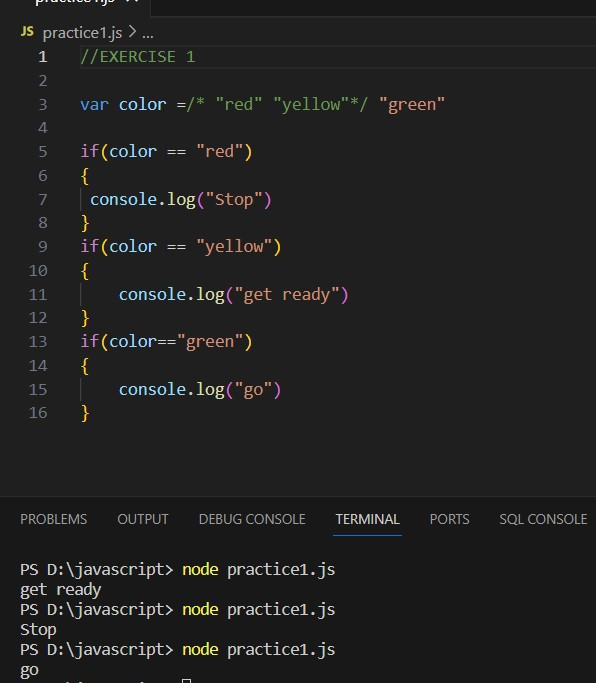 practice1.js
JS practice1.js > ...
1 //EXERCISE 1
2
3 var color =/* "red" "yellow"*/ "green"
4
5 if(color == "red")
6 {
7 console.log("Stop")
8 }
9 if(color == "yellow")
10 {
11 console.log("get ready")
12 }
13 if(color=="green")
14 {
15 console.log("go")
16 }
PROBLEMS OUTPUT DEBUG CONSOLE TERMINAL PORTS SQL CONSOLE
PS D:\javascript> node practice1.js
get ready
PS D:\javascript> node practice1.js
Stop
PS D:\javascript> node practice1.js
go